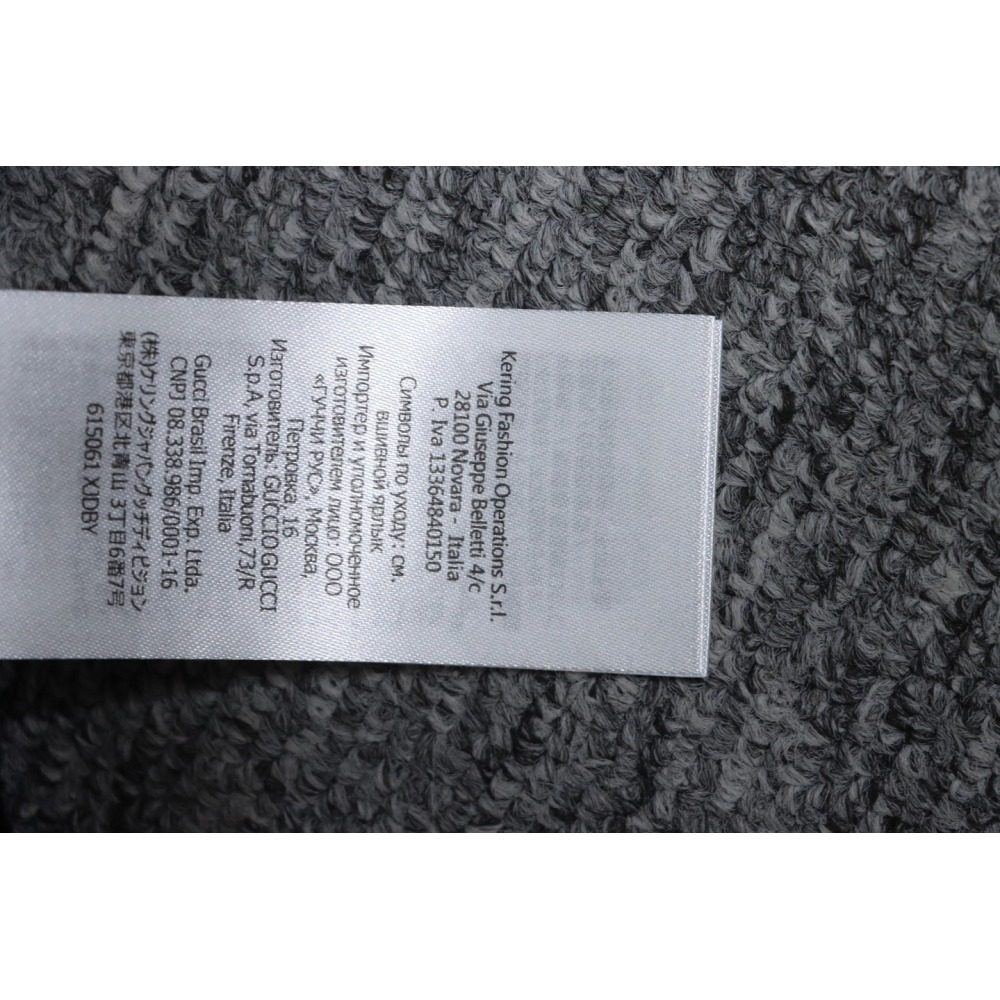 Kering Fashion Operations S.r.l.
Via Giuseppe Belletti 4/c
28100 Novara - Italia
P. Iva 13364840150
Символы по уходу: см.
вшивной ярлык
Импортер и уполномоченное
изготовителем лицо: ООО
«ГУЧЧИ РУС», Москва,
Петровка, 16
Изготовитель: GUCCIOGUCCI
S.p.A, via Tornabuoni,73/R
Firenze, Italia
Gucci Brasil Imp. Exp. Ltda.
CNPJ 08.338.986/0001-16
(株)ケリングジャパングッチディビジョン
東京都港区北青山 3丁目6番7号
615061 XJDBY